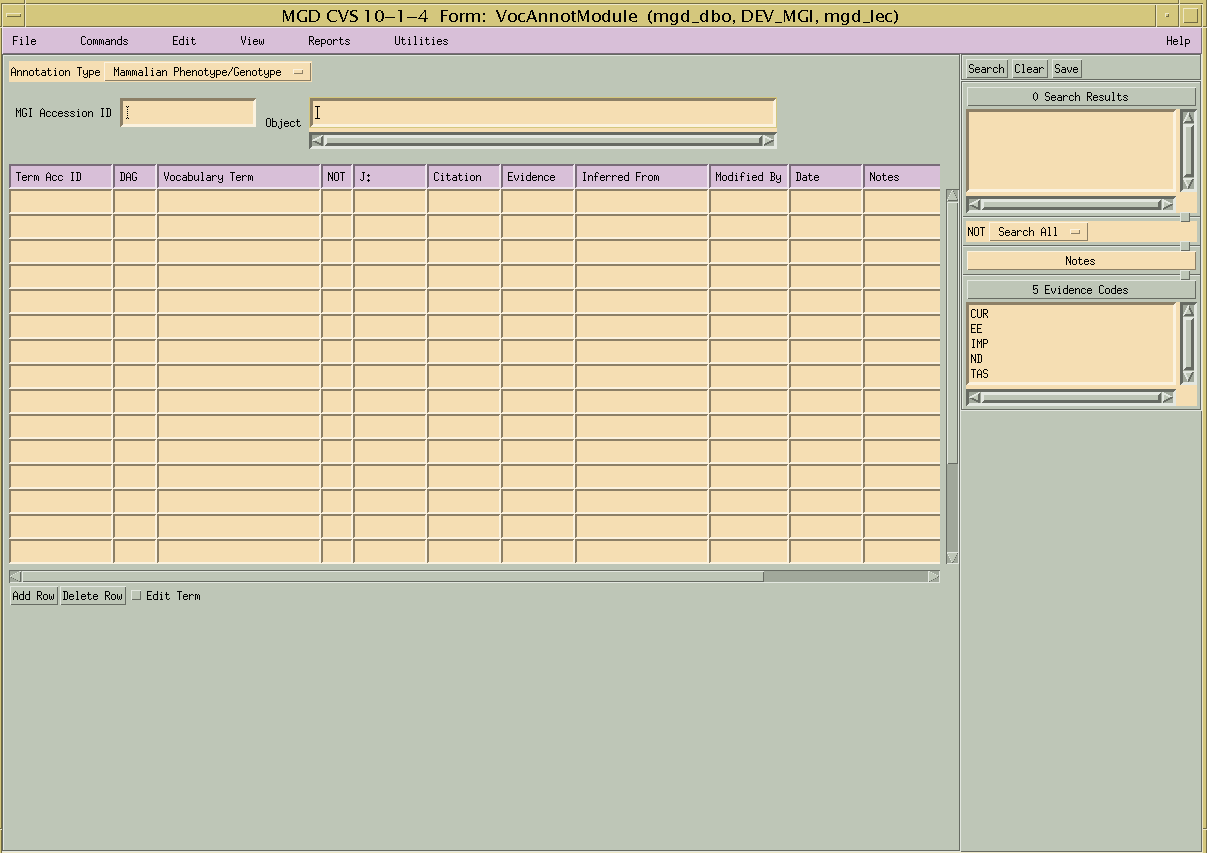 MGD CVS 10-1-4 Form: VocAnnotModule (mgd_dbo, DEV_MGI, mgd_lec)
File Commands Edit View Reports Utilities Help
Annotation Type Mammalian Phenotype/Genotype
MGI Accession ID
Object
Term Acc ID DAG Vocabulary Term NOT J: Citation Evidence Inferred From Modified By Date Notes
Add Row Delete Row Edit Term
Search Clear Save
0 Search Results
NOT Search All
Notes
5 Evidence Codes
CUR
EE
IMP
ND
TAS